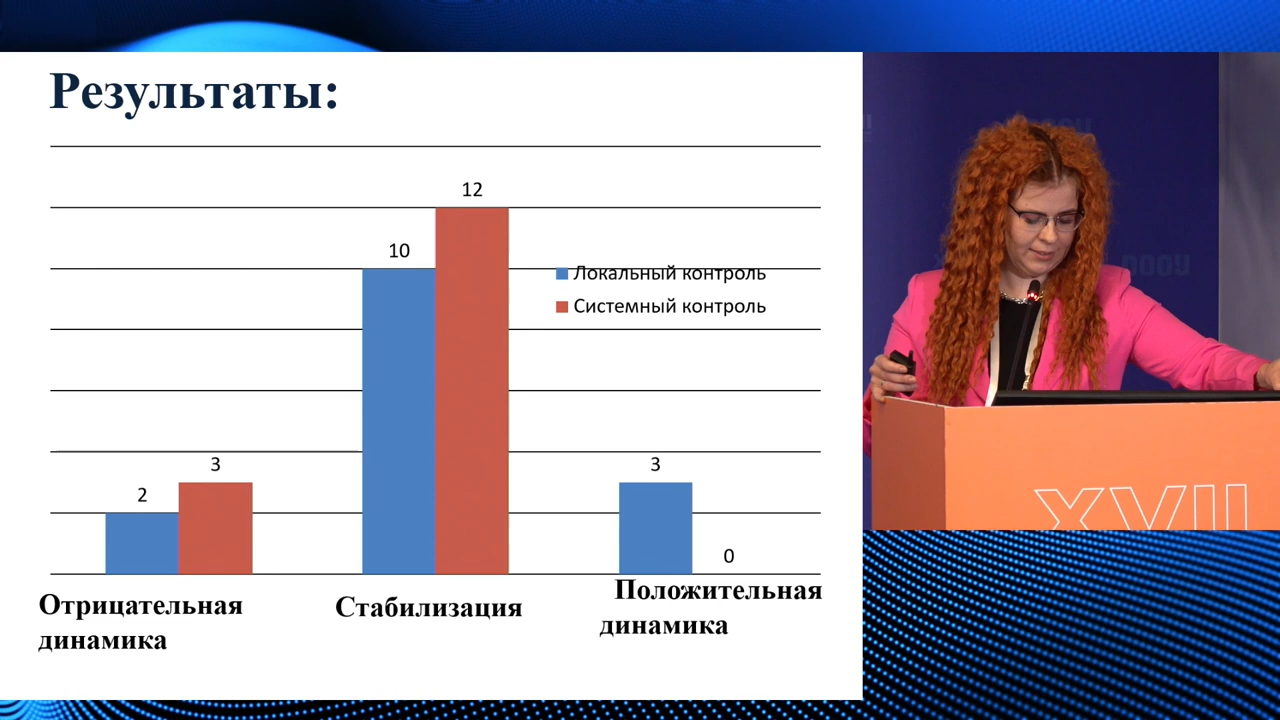 Результаты:
12
10
Локальный контроль
Системный контроль
3
2
3
0
Отрицательная
динамика
Стабилизация
Положительная
динамика
XVII